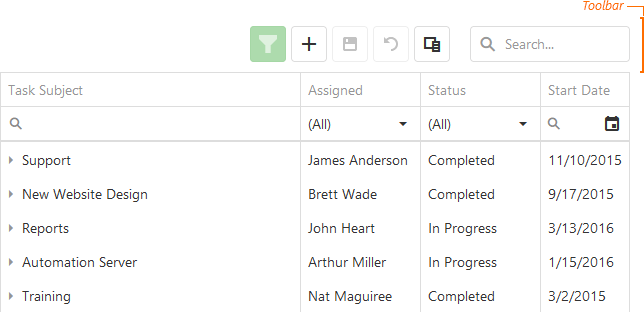 Toolbar
Search...
Task Subject Assigned Status Start Date
(All) (All)
Support James Anderson Completed 11/10/2015
New Website Design Brett Wade Completed 9/17/2015
Reports John Heart In Progress 3/13/2016
Automation Server Arthur Miller In Progress 1/15/2016
Training Nat Maguiree Completed 3/2/2015